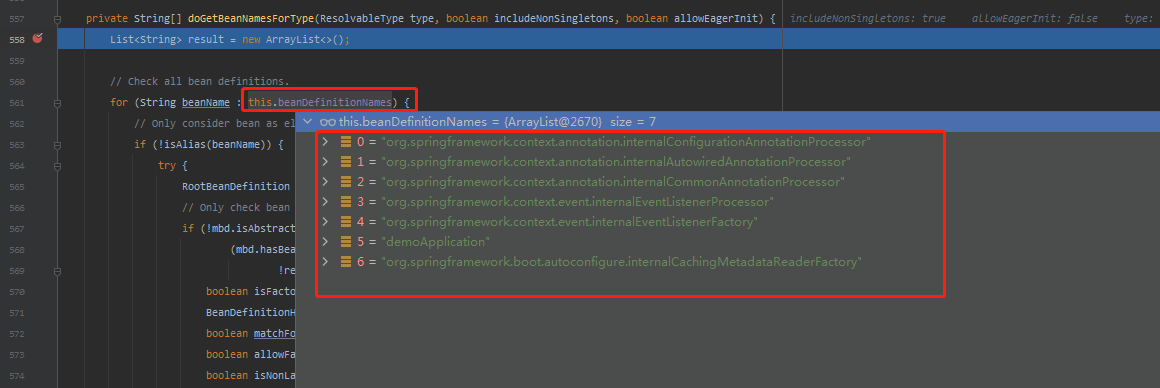 557 private String[] doGetBeanNamesForType(ResolvableType type, boolean includeNonSingletons, boolean allowEagerInit) { includeNonSingletons: true allowEagerInit: false type:
558 List<String> result = new ArrayList<>();
559
560 // Check all bean definitions.
561 for (String beanName : this.beanDefinitionNames) {
562 // Only consider bean as el
this.beanDefinitionNames = {ArrayList@2670} size = 7
563 if (!isAlias(beanName)) {
0 = "org.springframework.context.annotation.internalConfigurationAnnotationProcessor"
564 try {
1 = "org.springframework.context.annotation.internalAutowiredAnnotationProcessor"
565 RootBeanDefinition
2 = "org.springframework.context.annotation.internalCommonAnnotationProcessor"
566 // Only check bean
3 = "org.springframework.context.event.internalEventListenerProcessor"
567 if (!mbd.isAbstract
4 = "org.springframework.context.event.internalEventListenerFactory"
568 (mbd.hasBea
5 = "demoApplication"
569 !re
6 = "org.springframework.boot.autoconfigure.internalCachingMetadataReaderFactory"
570 boolean isFacto
571 BeanDefinitionH
572 boolean matchFo
573 boolean allowFa
574 boolean isNonLa